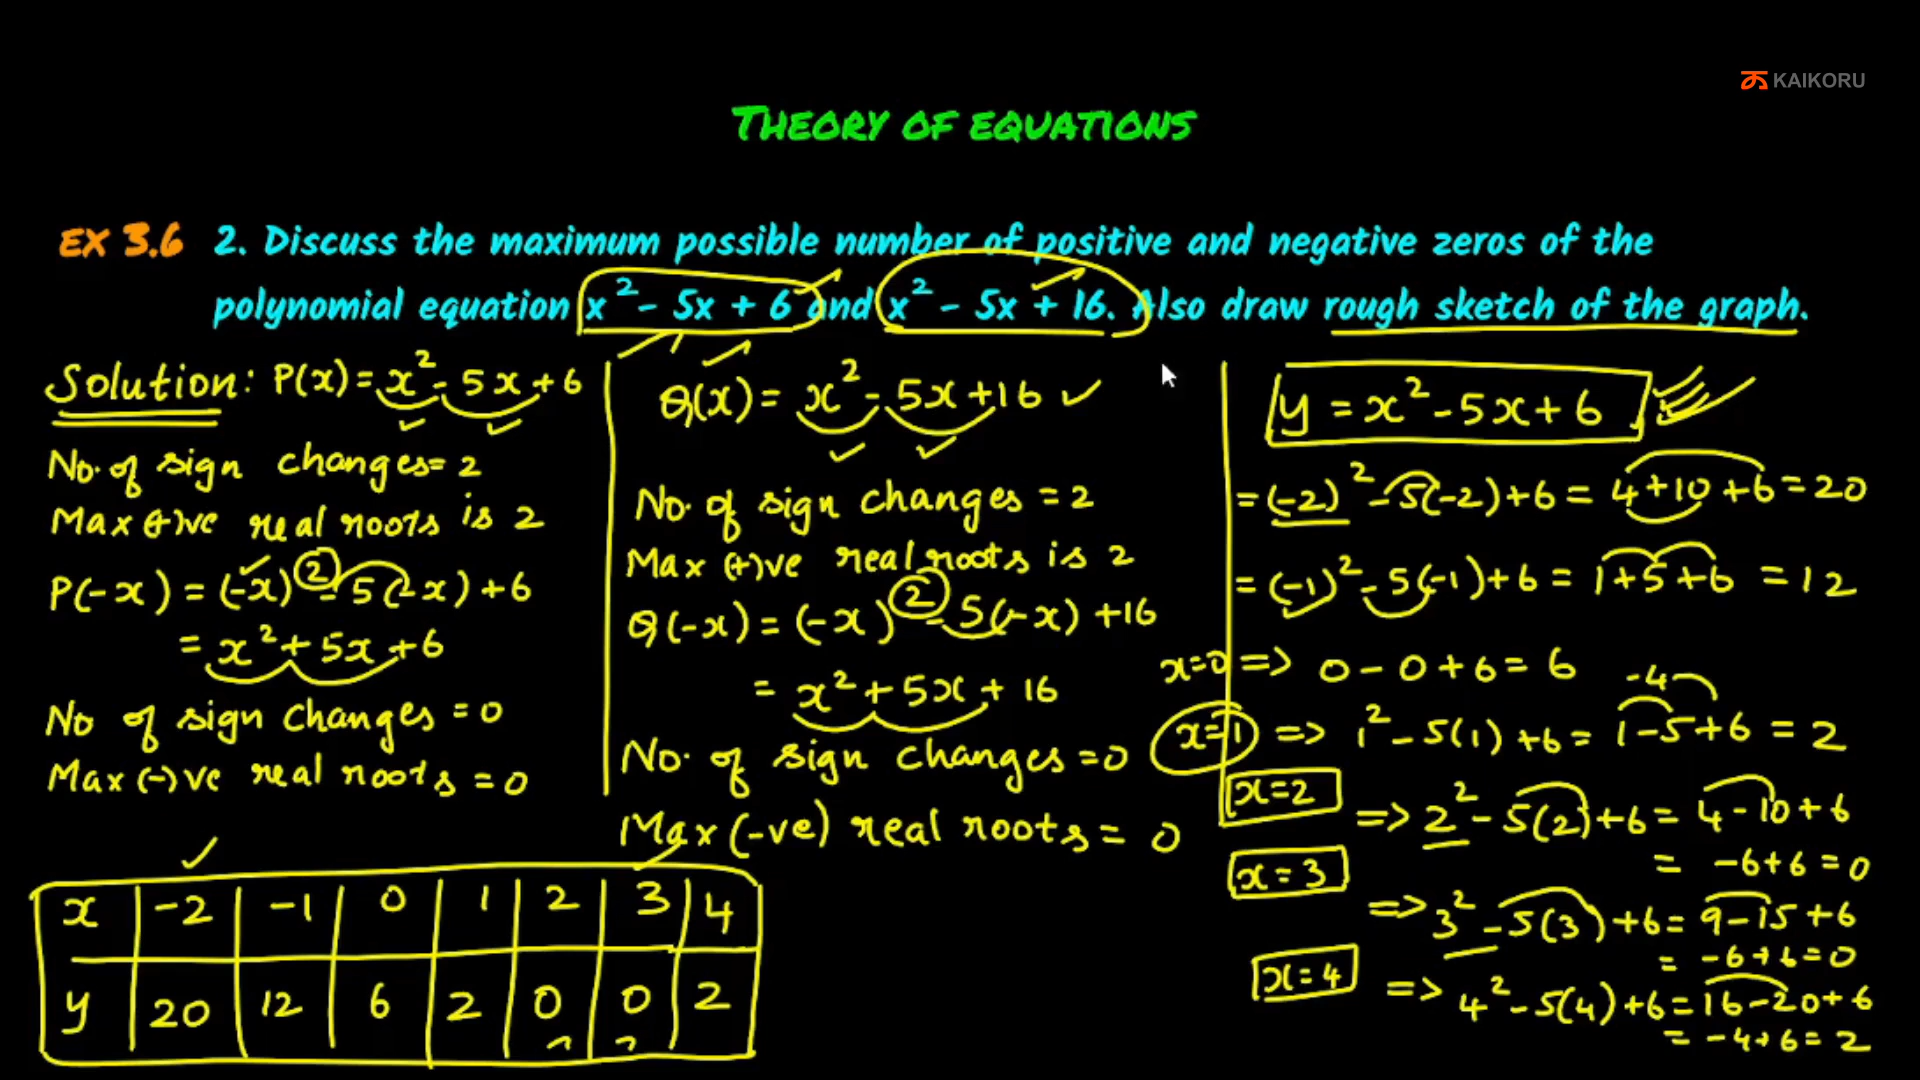 KAIKORU
THEORY OF EQUATIONS
EX 3.6 2. Discuss the maximum possible number of positive and negative zeros of the
polynomial equation x² - 5x + 6 and x² - 5x + 16. Also draw rough sketch of the graph.
Solution: P(x) = x² - 5x + 6
No. of sign changes = 2
Max (+)ve real roots is 2
P(-x) = (-x)² - 5(-x) + 6
= x² + 5x + 6
No of sign changes = 0
Max (-)ve real roots = 0
Q(x) = x² - 5x + 16
No. of sign changes = 2
Max (+)ve real roots is 2
Q(-x) = (-x)² - 5(-x) + 16
= x² + 5x + 16
No. of sign changes = 0
Max (-ve) real roots = 0
y = x² - 5x + 6
= (-2)² - 5(-2) + 6 = 4 + 10 + 6 = 20
= (-1)² - 5(-1) + 6 = 1 + 5 + 6 = 12
x=0 => 0 - 0 + 6 = 6
-4
x=1 => 1² - 5(1) + 6 = 1 - 5 + 6 = 2
x=2 => 2² - 5(2) + 6 = 4 - 10 + 6
= -6 + 6 = 0
x=3 => 3² - 5(3) + 6 = 9 - 15 + 6
= -6 + 6 = 0
x=4 => 4² - 5(4) + 6 = 16 - 20 + 6
= -4 + 6 = 2
x -2 -1 0 1 2 3 4
y 20 12 6 2 0 0 2